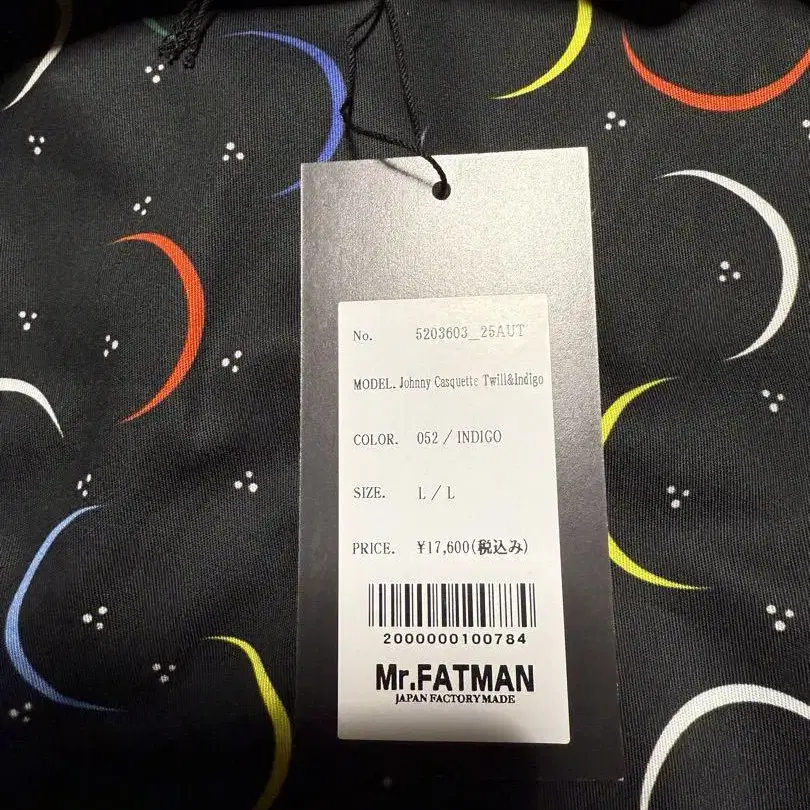 No. 5203603_25AUT
MODEL. Johnny Casquette Twill&Indigo
COLOR. 052 / INDIGO
SIZE. L / L
PRICE. ¥17,600(税込み)
2000000100784
Mr.FATMAN
JAPAN FACTORY MADE